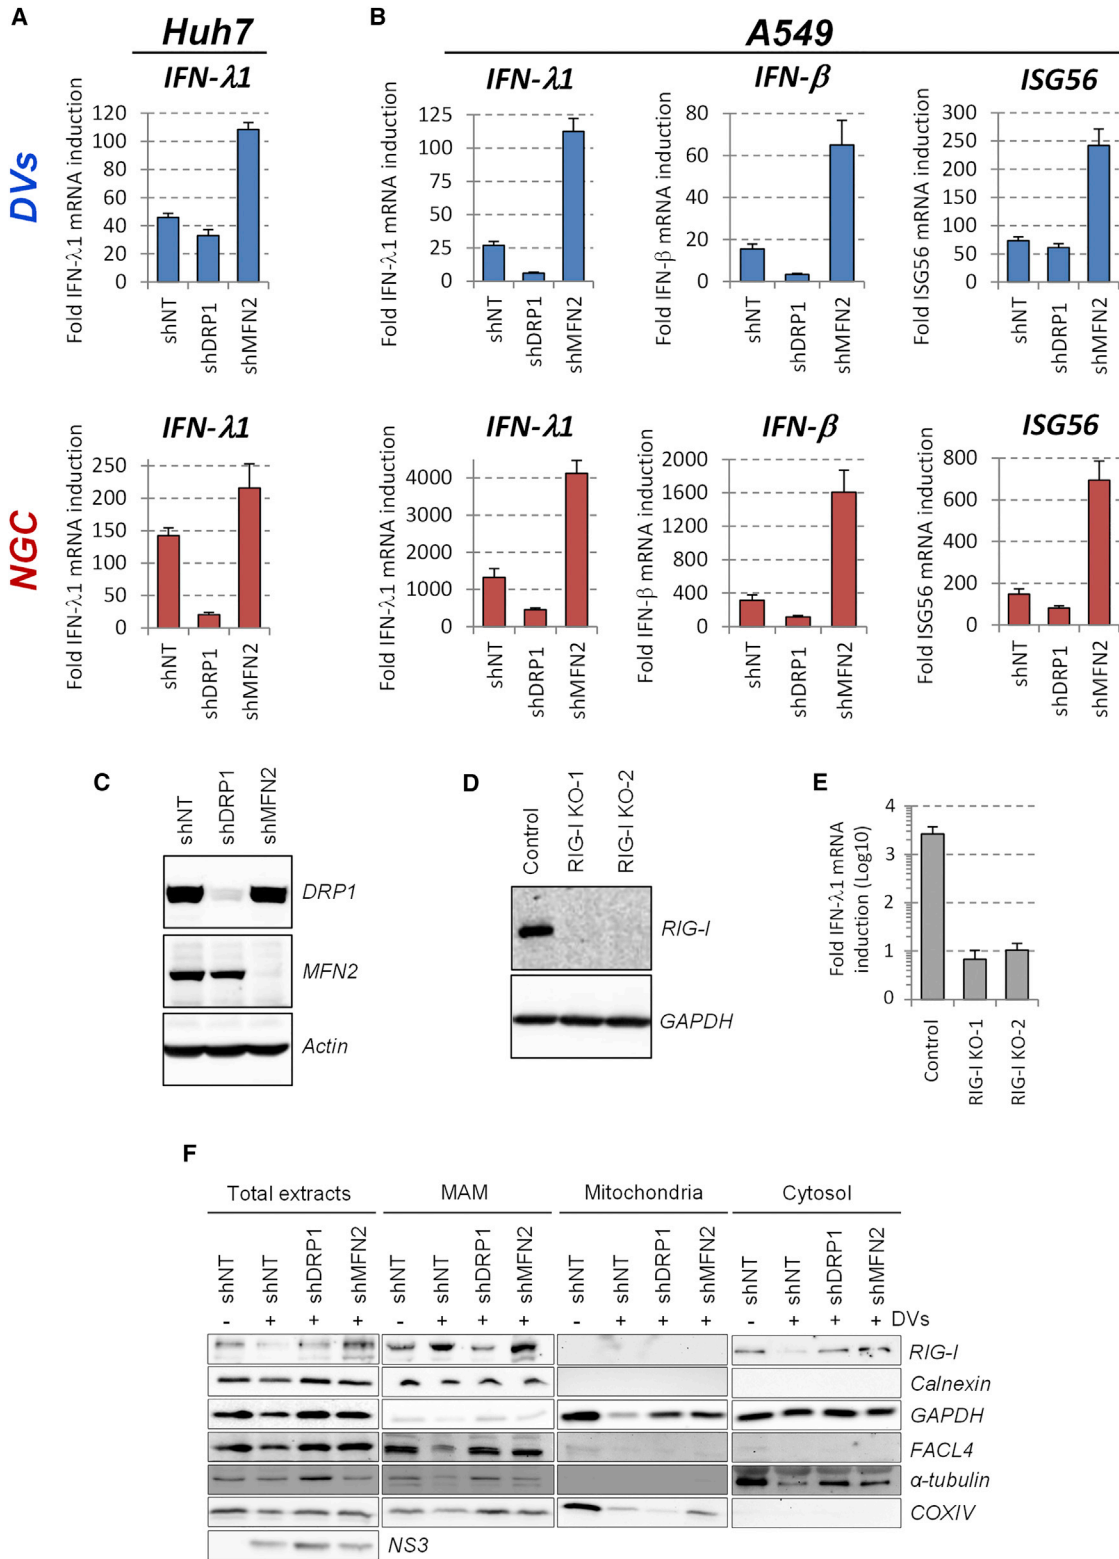 A
Huh7
B
A549
DVs
IFN-λ1
Fold IFN-λ1 mRNA induction
120
100
80
60
40
20
0
shNT
shDRP1
shMFN2
IFN-λ1
Fold IFN-λ1 mRNA induction
125
100
75
50
25
0
shNT
shDRP1
shMFN2
IFN-β
Fold IFN-β mRNA induction
80
60
40
20
0
shNT
shDRP1
shMFN2
ISG56
Fold ISG56 mRNA induction
300
250
200
150
100
50
0
shNT
shDRP1
shMFN2
NGC
IFN-λ1
Fold IFN-λ1 mRNA induction
250
200
150
100
50
0
shNT
shDRP1
shMFN2
IFN-λ1
Fold IFN-λ1 mRNA induction
4000
3000
2000
1000
0
shNT
shDRP1
shMFN2
IFN-β
Fold IFN-β mRNA induction
2000
1600
1200
800
400
0
shNT
shDRP1
shMFN2
ISG56
Fold ISG56 mRNA induction
800
600
400
200
0
shNT
shDRP1
shMFN2
C
shNT
shDRP1
shMFN2
DRP1
MFN2
Actin
D
Control
RIG-I KO-1
RIG-I KO-2
RIG-I
GAPDH
E
Fold IFN-λ1 mRNA
induction (Log10)
4
3
2
1
0
Control
RIG-I KO-1
RIG-I KO-2
F
Total extracts MAM Mitochondria Cytosol
shNT shNT shDRP1 shMFN2 shNT shNT shDRP1 shMFN2 shNT shNT shDRP1 shMFN2 shNT shNT shDRP1 shMFN2
- + + + - + + + - + + + - + + + DVs
RIG-I
Calnexin
GAPDH
FACL4
α-tubulin
COXIV
NS3